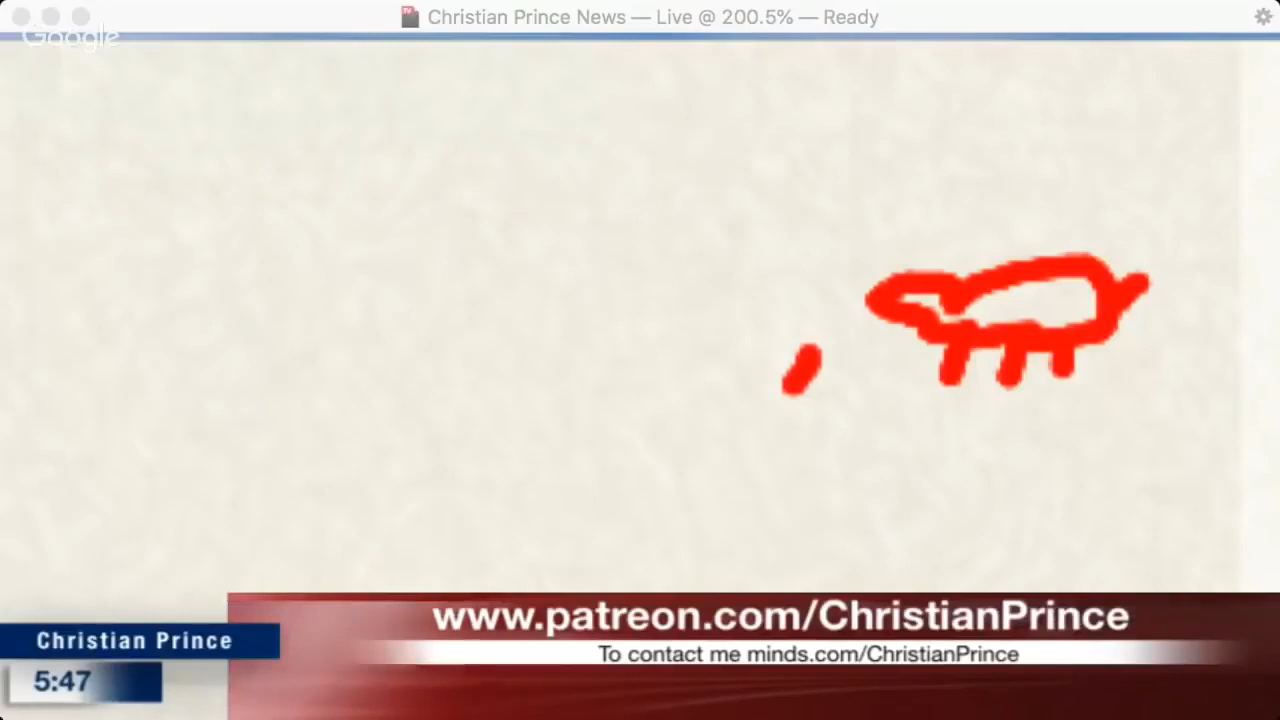 Christian Prince News — Live @ 200.5% — Ready
Google
www.patreon.com/ChristianPrince
Christian Prince
To contact me minds.com/ChristianPrince
5:47